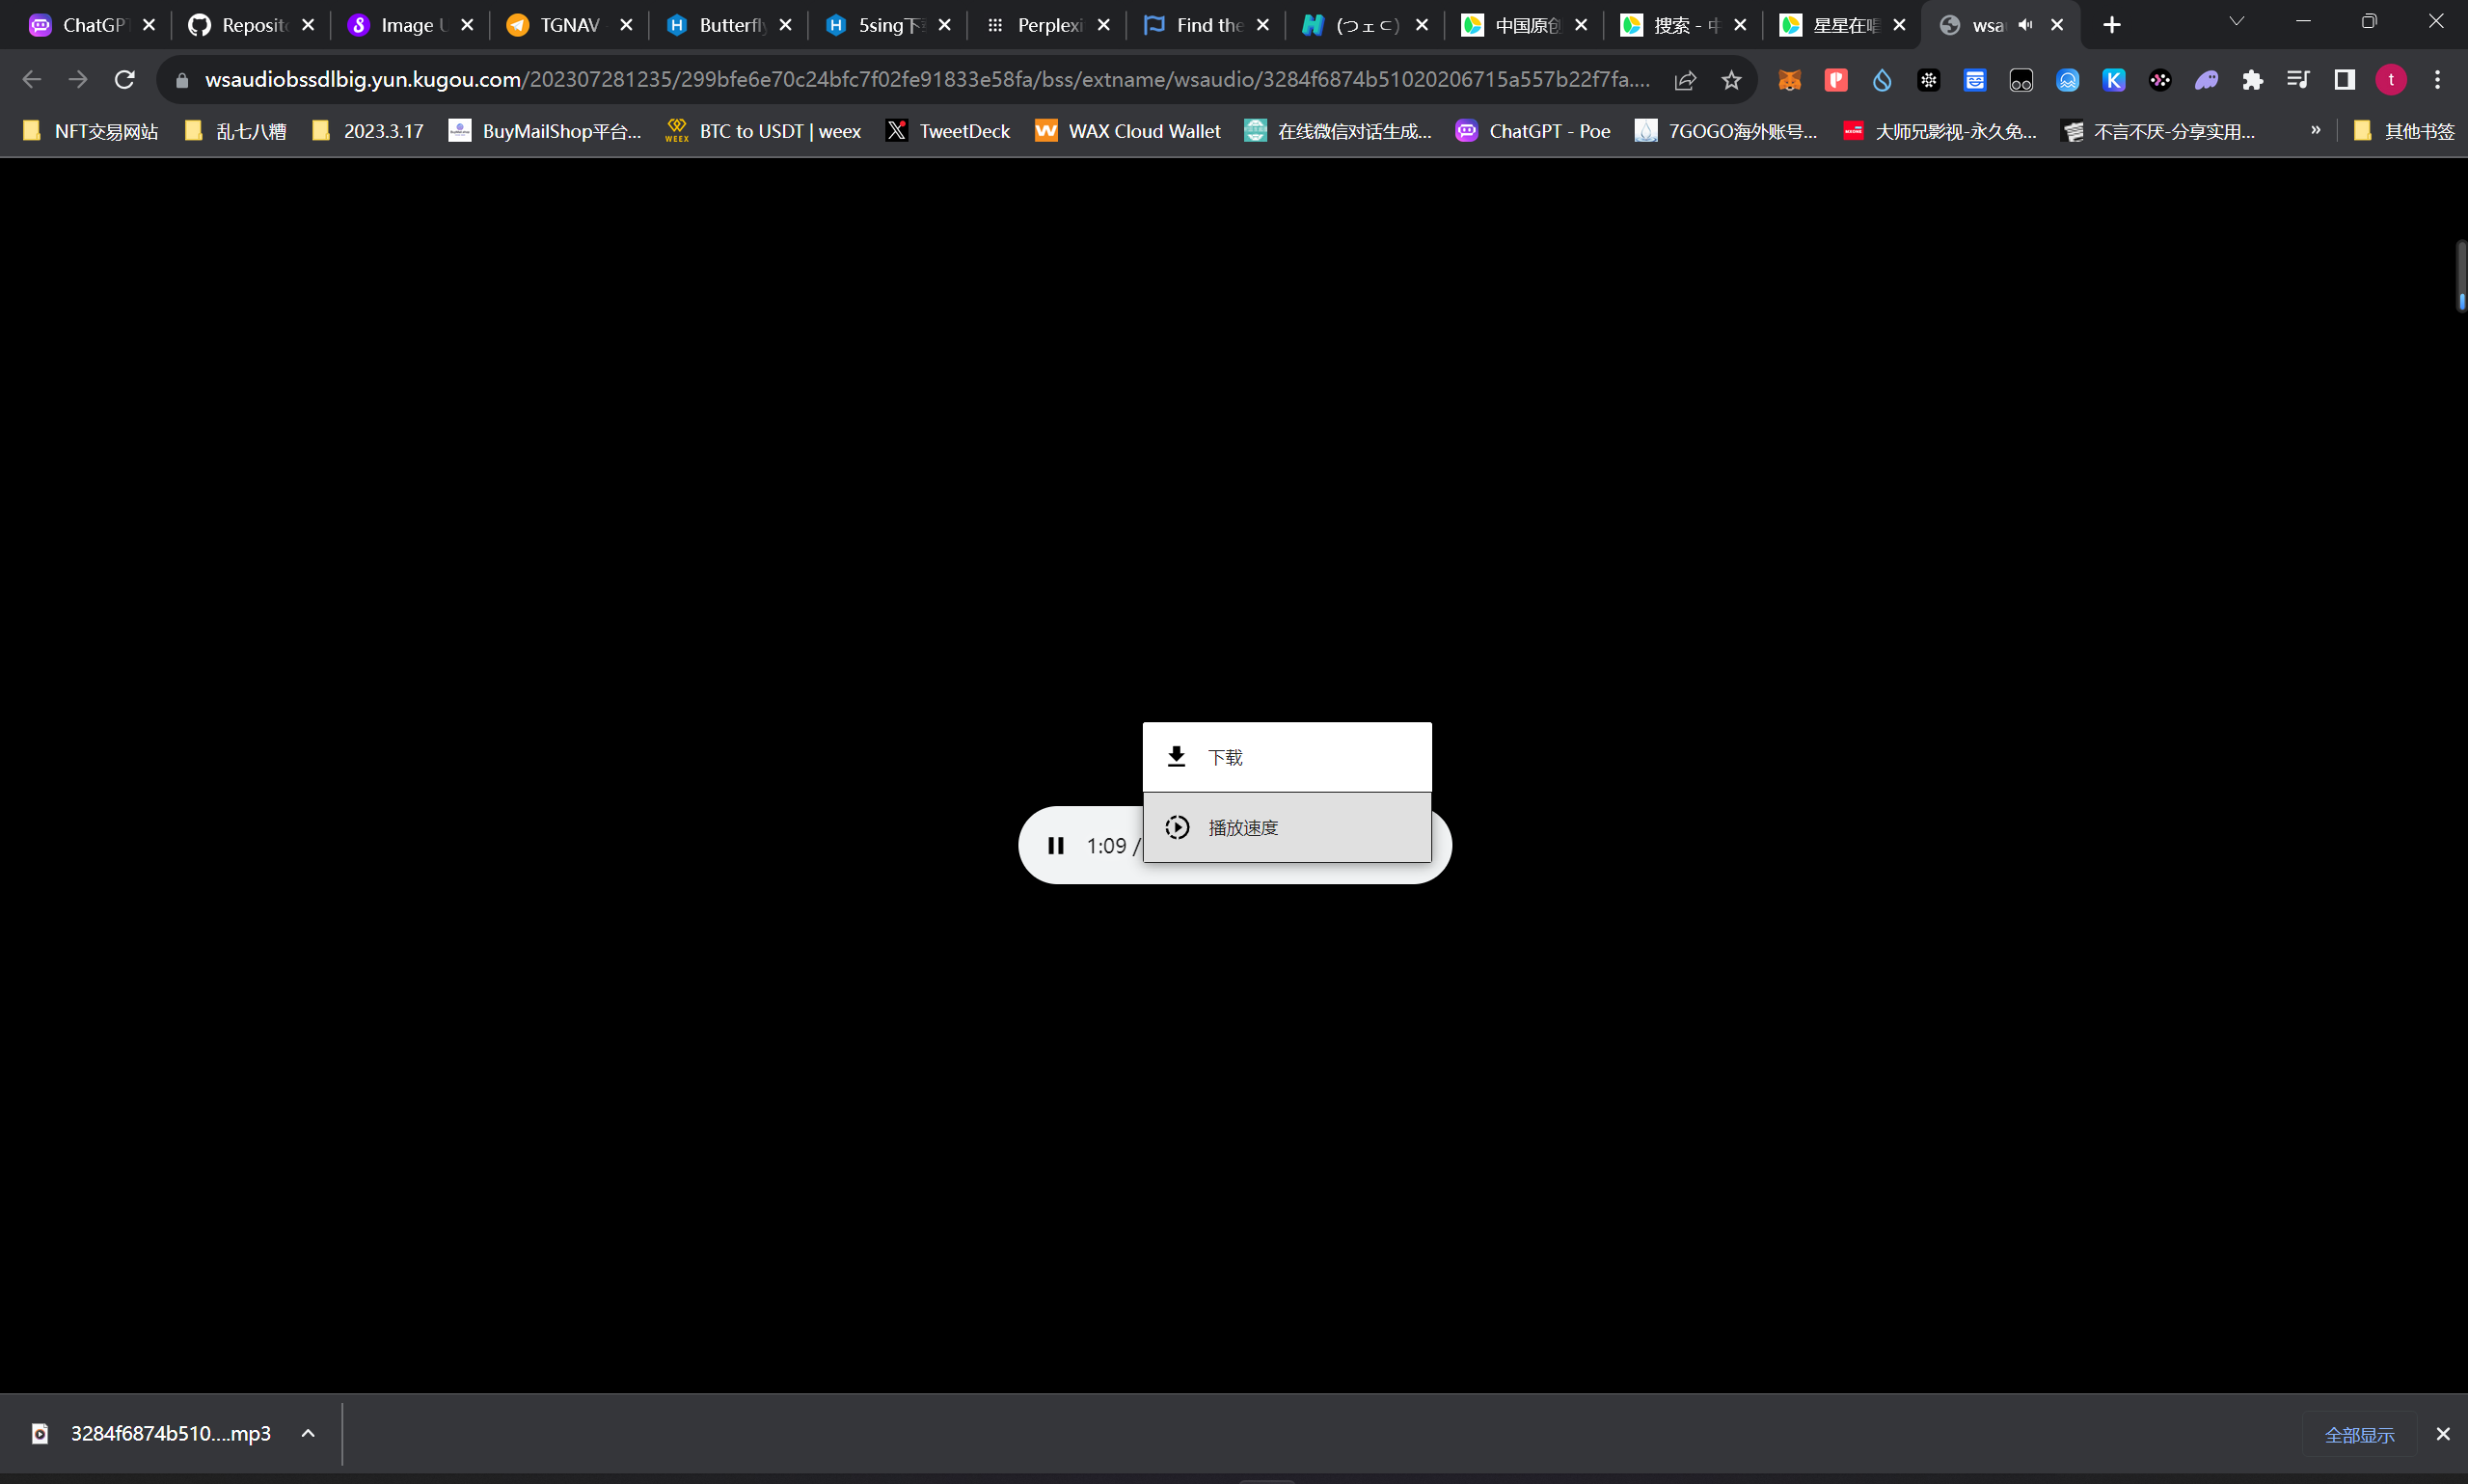 ChatGPT
Reposito
Image U
TGNAV
Butterfly
5sing下载
Perplexi
Find the
(つェ⊂)
中国原创
搜索 - 中
星星在唱
wsau
wsaudiobssdlbig.yun.kugou.com/202307281235/299bfe6e70c24bfc7f02fe91833e58fa/bss/extname/wsaudio/3284f6874b51020206715a557b22f7fa....
t
NFT交易网站
乱七八糟
2023.3.17
BuyMailShop平台...
BTC to USDT | weex
TweetDeck
WAX Cloud Wallet
在线微信对话生成...
ChatGPT - Poe
7GOGO海外账号...
大师兄影视-永久免...
不言不厌-分享实用...
»
其他书签
下载
播放速度
1:09 /
3284f6874b510....mp3
全部显示